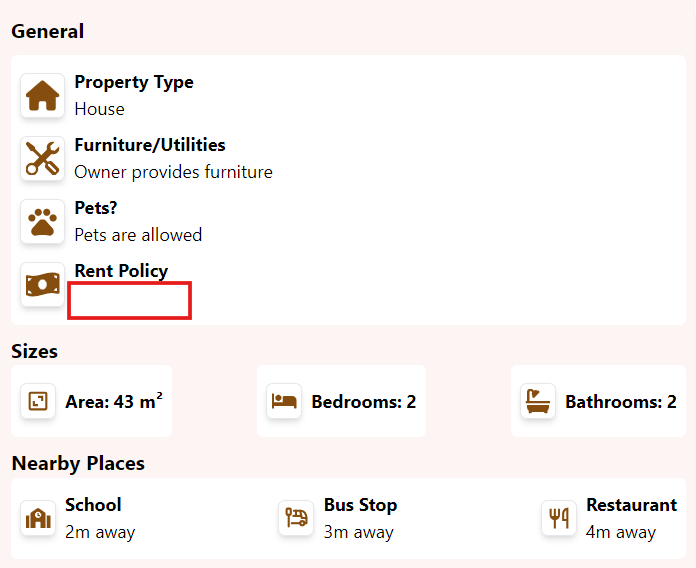 General
Property Type
House
Furniture/Utilities
Owner provides furniture
Pets?
Pets are allowed
Rent Policy
Sizes
Area: 43 m²
Bedrooms: 2
Bathrooms: 2
Nearby Places
School
2m away
Bus Stop
3m away
Restaurant
4m away